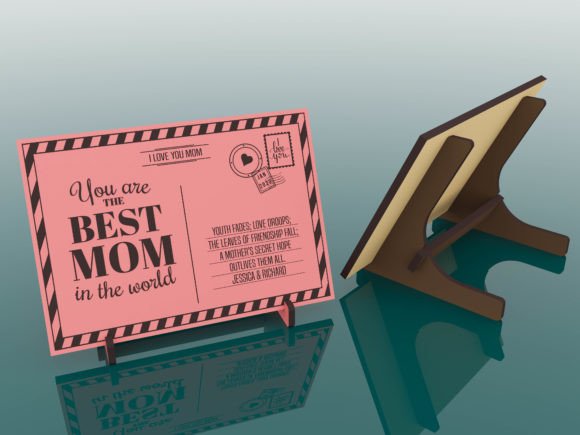 I LOVE YOU MOM
You are
THE
BEST
MOM
in the world
love
you
JAN
YOUTH FADES; LOVE DROOPS;
THE LEAVES OF FRIENDSHIP FALL;
A MOTHER'S SECRET HOPE
OUTLIVES THEM ALL.
JESSICA & RICHARD